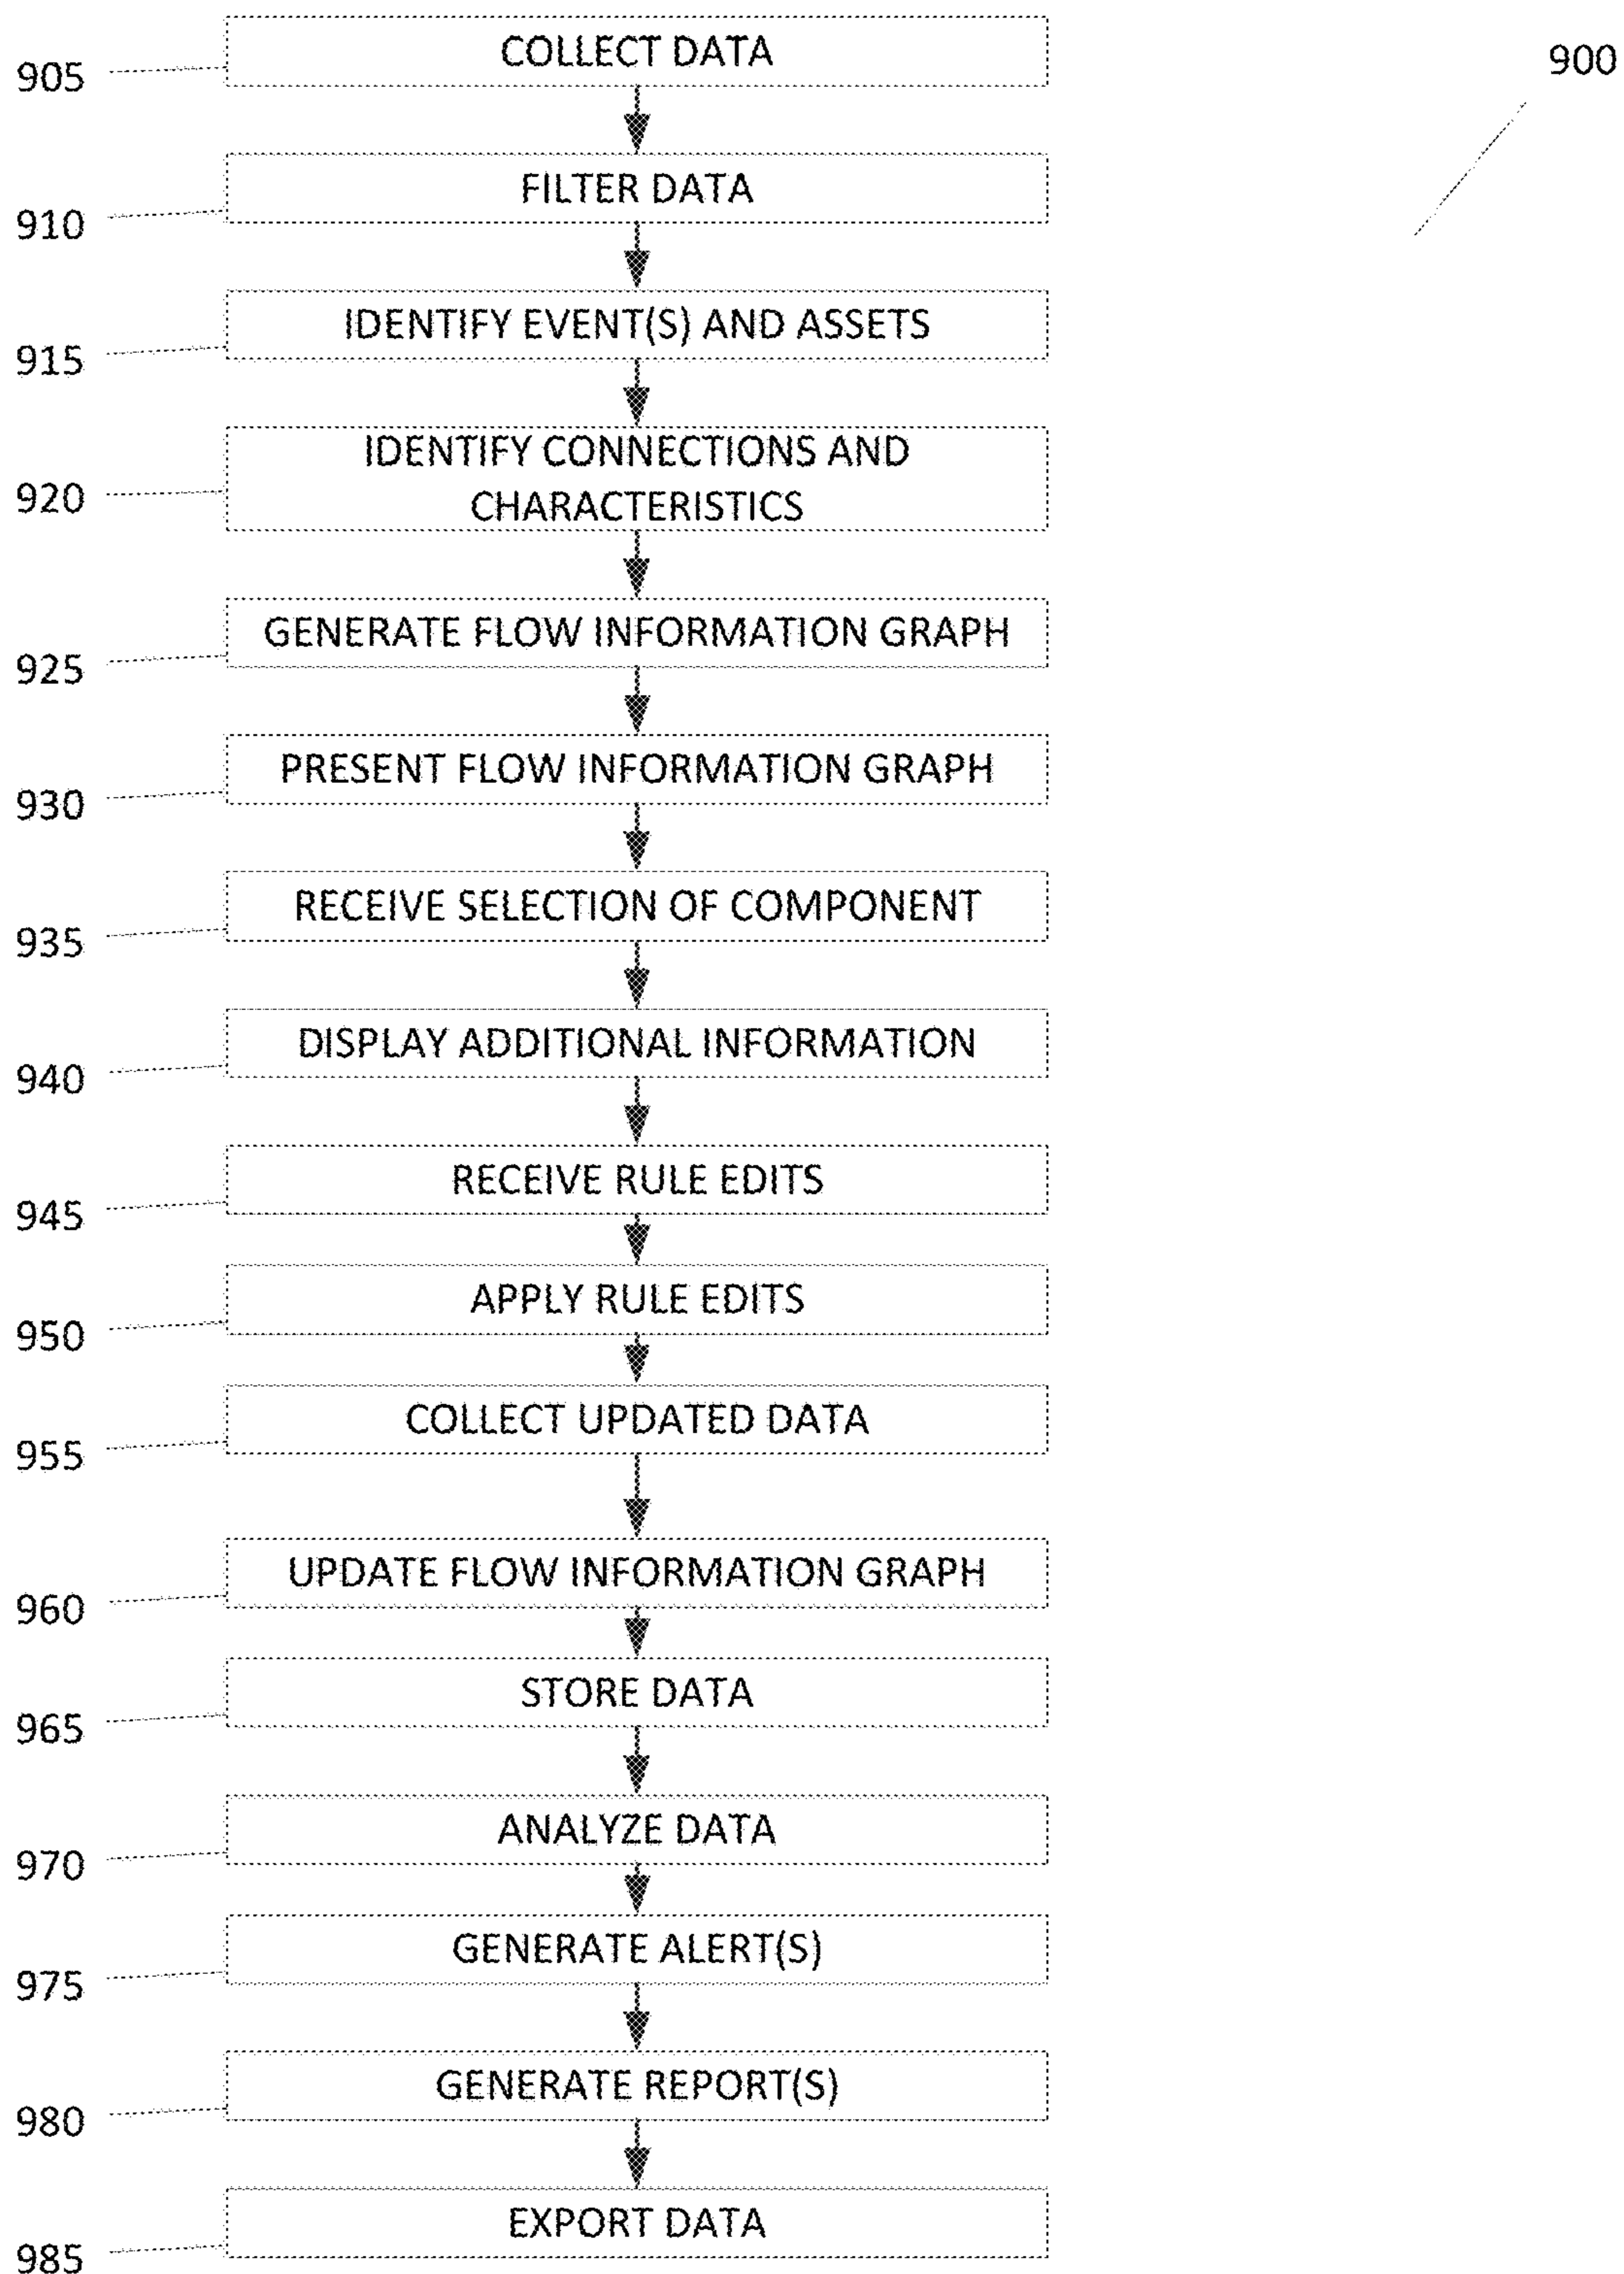 COLLECT DATA
900
905
FILTER DATA
910
IDENTIFY EVENT(S) AND ASSETS
915
IDENTIFY CONNECTIONS AND
CHARACTERISTICS
920
GENERATE FLOW INFORMATION GRAPH
925
PRESENT FLOW INFORMATION GRAPH
930
RECEIVE SELECTION OF COMPONENT
935
DISPLAY ADDITIONAL INFORMATION
940
RECEIVE RULE EDITS
945
APPLY RULE EDITS
950
COLLECT UPDATED DATA
955
UPDATE FLOW INFORMATION GRAPH
960
STORE DATA
965
ANALYZE DATA
970
GENERATE ALERT(S)
975
GENERATE REPORT(S)
980
EXPORT DATA
985